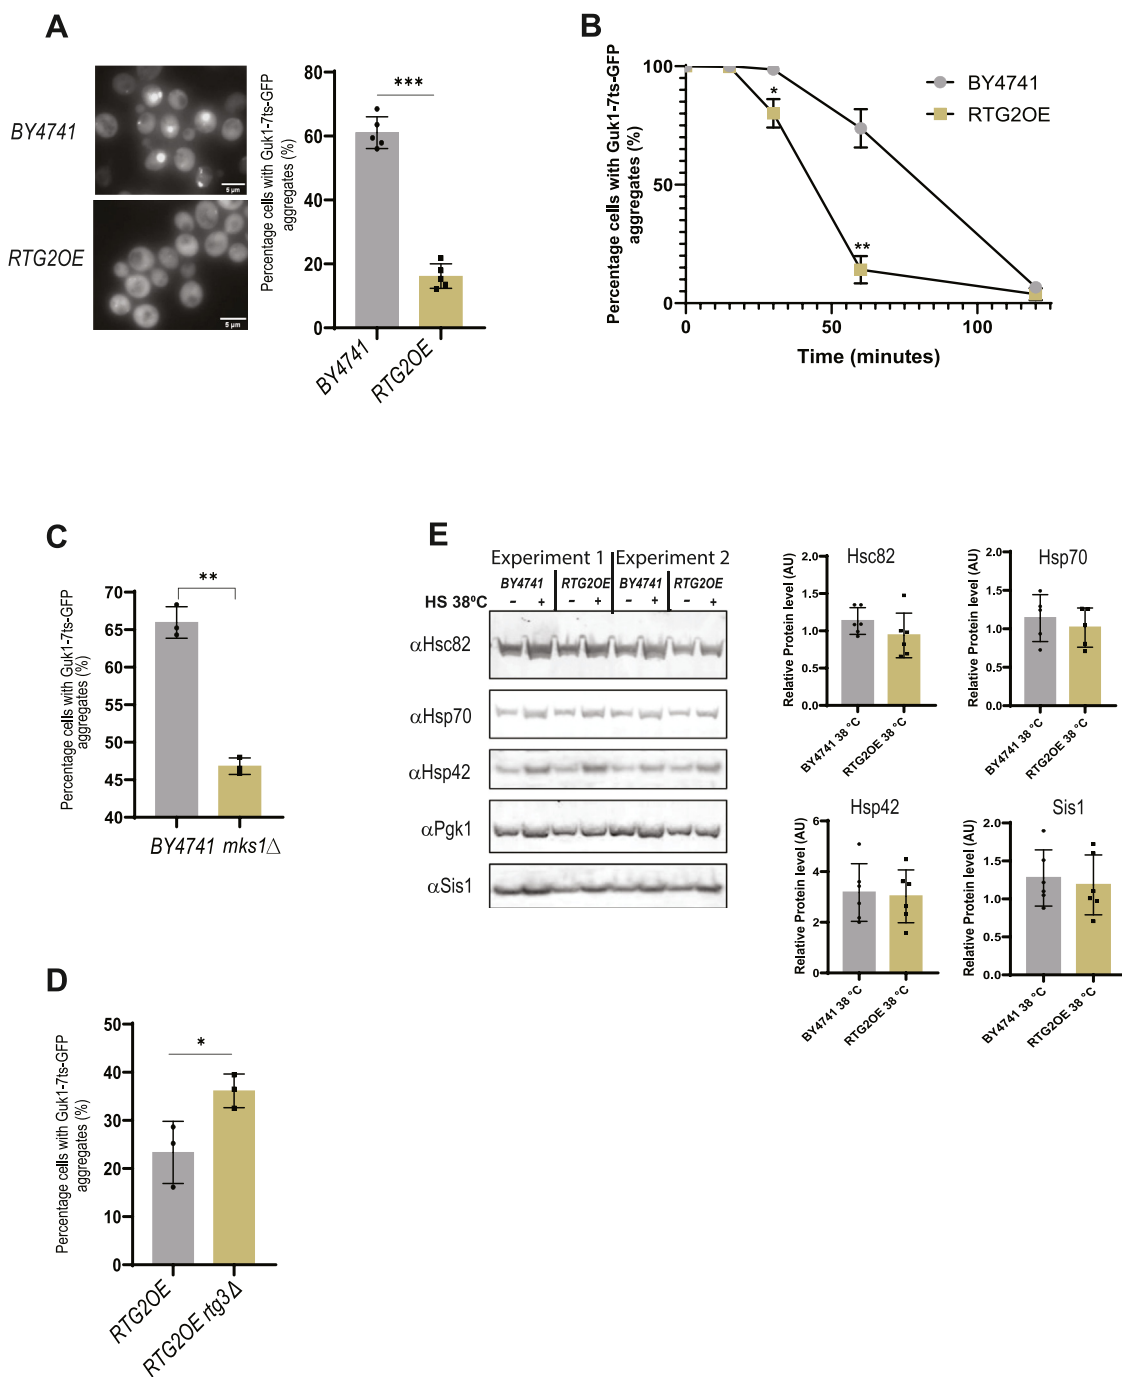 A
BY4741
5 µm
RTG2OE
5 µm
Percentage cells with Guk1-7ts-GFP
aggregates (%)
80
60
40
20
0
***
BY4741
RTG2OE
B
Percentage cells with Guk1-7ts-GFP
aggregates (%)
100
50
0
*
**
0
50
100
Time (minutes)
BY4741
RTG2OE
C
Percentage cells with Guk1-7ts-GFP
aggregates (%)
70
65
60
55
50
45
40
**
BY4741 mks1Δ
D
Percentage cells with Guk1-7ts-GFP
aggregates (%)
50
40
30
20
10
0
*
RTG2OE
RTG2OE rtg3Δ
E
Experiment 1 Experiment 2
BY4741 RTG2OE BY4741 RTG2OE
HS 38ºC − + − + − + − +
αHsc82
αHsp70
αHsp42
αPgk1
αSis1
Hsc82
Relative Protein level (AU)
2.0
1.5
1.0
0.5
0.0
BY4741 38 °C
RTG2OE 38 °C
Hsp70
Relative Protein level (AU)
2.0
1.5
1.0
0.5
0.0
BY4741 38 °C
RTG2OE 38 °C
Hsp42
Relative Protein level (AU)
6
4
2
0
BY4741 38 °C
RTG2OE 38 °C
Sis1
Relative Protein level (AU)
2.0
1.5
1.0
0.5
0.0
BY4741 38 °C
RTG2OE 38 °C